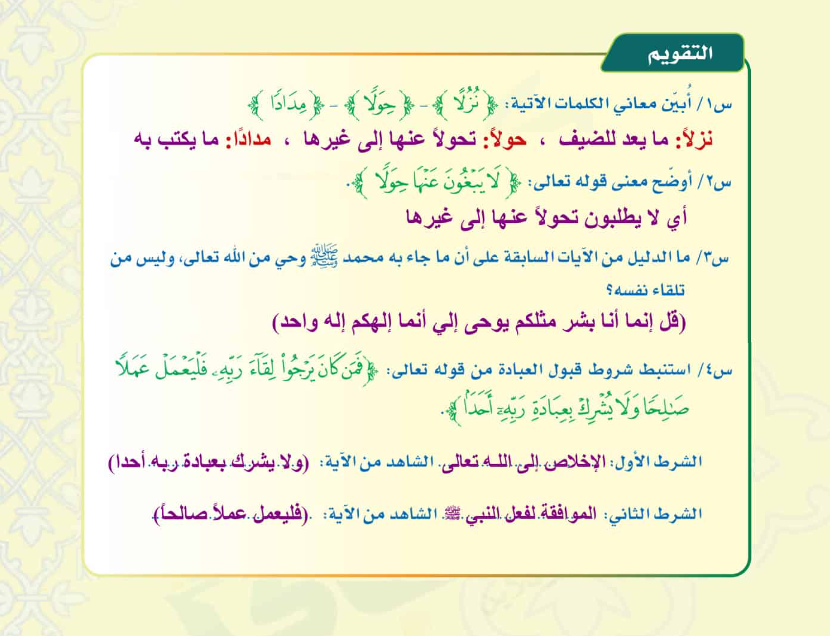 التقويم
س١/ أُبيّن معاني الكلمات الآتية: ﴿ نُزُلًا ﴾ - ﴿ حِوَلًا ﴾ - ﴿ مِدَادًا ﴾
نزلاً: ما يعد للضيف ، حولاً: تحولاً عنها إلى غيرها ، مدادًا: ما يكتب به
س٢/ أوضّح معنى قوله تعالى: ﴿ لَا يَبْغُونَ عَنْهَا حِوَلًا ﴾.
أي لا يطلبون تحولاً عنها إلى غيرها
س٣/ ما الدليل من الآيات السابقة على أن ما جاء به محمد ﷺ وحي من الله تعالى، وليس من
تلقاء نفسه؟
(قل إنما أنا بشر مثلكم يوحى إلي أنما إلهكم إله واحد)
س٤/ استنبط شروط قبول العبادة من قوله تعالى: ﴿فَمَن كَانَ يَرْجُوا۟ لِقَآءَ رَبِّهِۦ فَلْيَعْمَلْ عَمَلًا
صَـٰلِحًا وَلَا يُشْرِكْ بِعِبَادَةِ رَبِّهِۦٓ أَحَدًۢا ﴾.
الشرط الأول: الإخلاص إلى اللـه تعالى. الشاهد من الآية: (ولا يشرك بعبادة ربه أحدا)
الشرط الثاني: الموافقة لفعل النبي ﷺ. الشاهد من الآية: (فليعمل عملاً صالحاً)